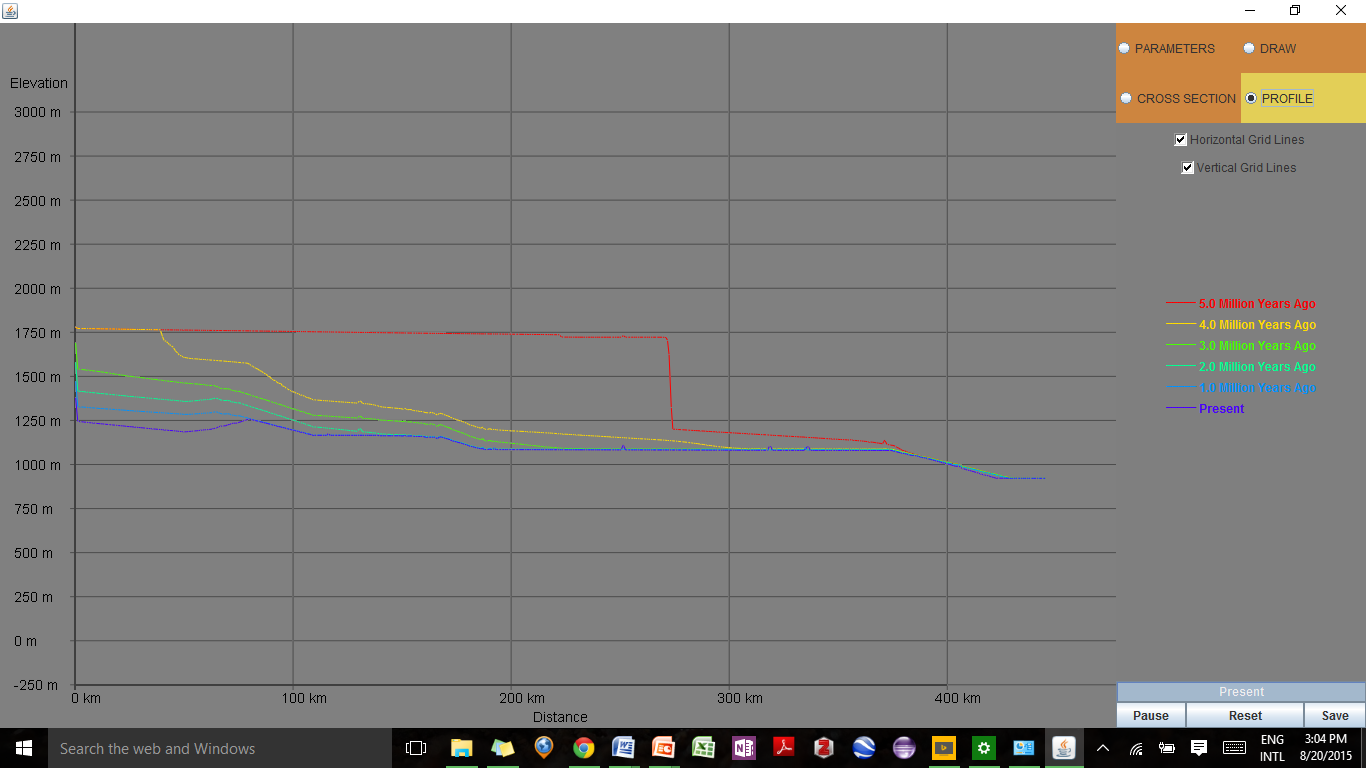 PARAMETERS
DRAW
CROSS SECTION
PROFILE
Horizontal Grid Lines
Vertical Grid Lines
Elevation
3000 m
2750 m
2500 m
2250 m
2000 m
1750 m
1500 m
1250 m
1000 m
750 m
500 m
250 m
0 m
-250 m
0 km
100 km
200 km
300 km
400 km
Distance
5.0 Million Years Ago
4.0 Million Years Ago
3.0 Million Years Ago
2.0 Million Years Ago
1.0 Million Years Ago
Present
Present
Pause
Reset
Save
Search the web and Windows
ENG
INTL
3:04 PM
8/20/2015